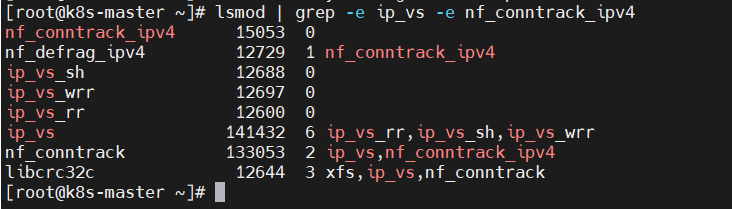 [root@k8s-master ~]# lsmod | grep -e ip_vs -e nf_conntrack_ipv4
nf_conntrack_ipv4      15053  0
nf_defrag_ipv4         12729  1 nf_conntrack_ipv4
ip_vs_sh               12688  0
ip_vs_wrr              12697  0
ip_vs_rr               12600  0
ip_vs                 141432  6 ip_vs_rr,ip_vs_sh,ip_vs_wrr
nf_conntrack          133053  2 ip_vs,nf_conntrack_ipv4
libcrc32c              12644  3 xfs,ip_vs,nf_conntrack
[root@k8s-master ~]#